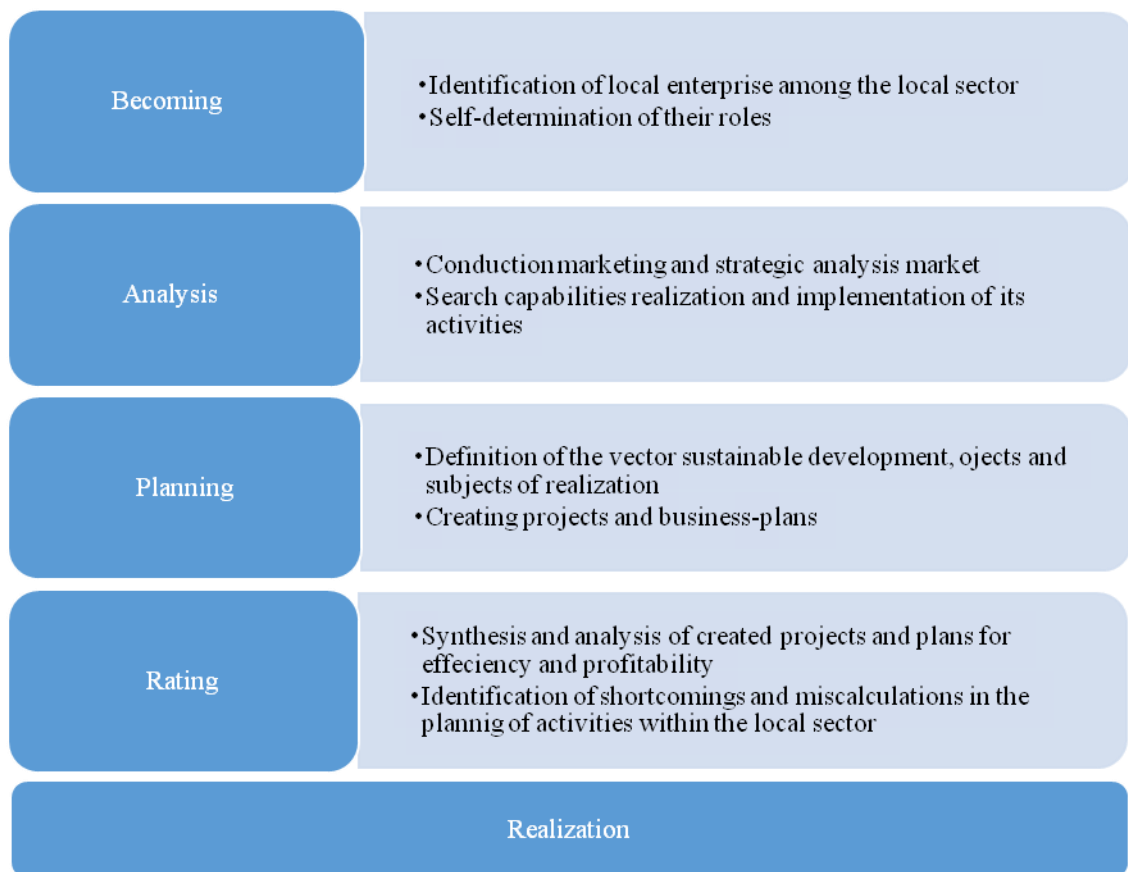 Becoming
•Identification of local enterprise among the local sector
•Self-determination of their roles
Analysis
•Conduction marketing and strategic analysis market
•Search capabilities realization and implementation of its
activities
Planning
•Definition of the vector sustainable development, ojects and
subjects of realization
•Creating projects and business-plans
Rating
•Synthesis and analysis of created projects and plans for
effeciency and profitability
•Identification of shortcomings and miscalculations in the
plannig of activities within the local sector
Realization